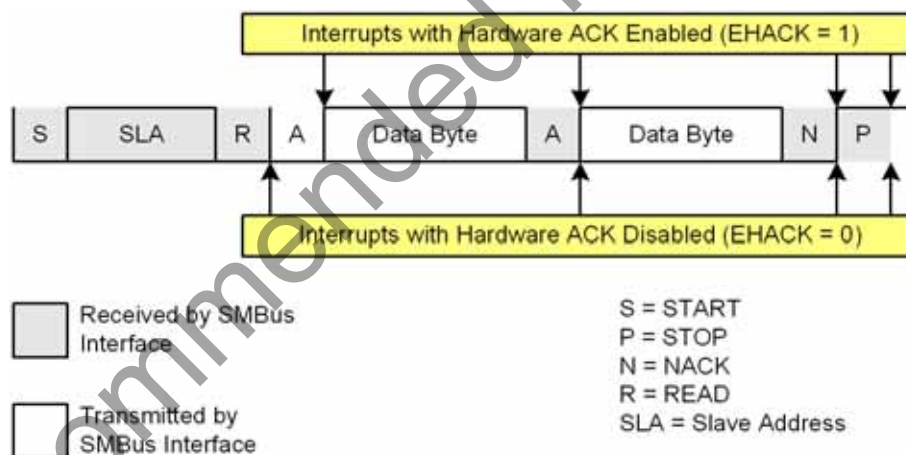 Interrupts with Hardware ACK Enabled (EHACK = 1)
S SLA R A Data Byte A Data Byte N P
Interrupts with Hardware ACK Disabled (EHACK = 0)
Received by SMBus
Interface
Transmitted by
SMBus Interface
S = START
P = STOP
N = NACK
R = READ
SLA = Slave Address
ommended